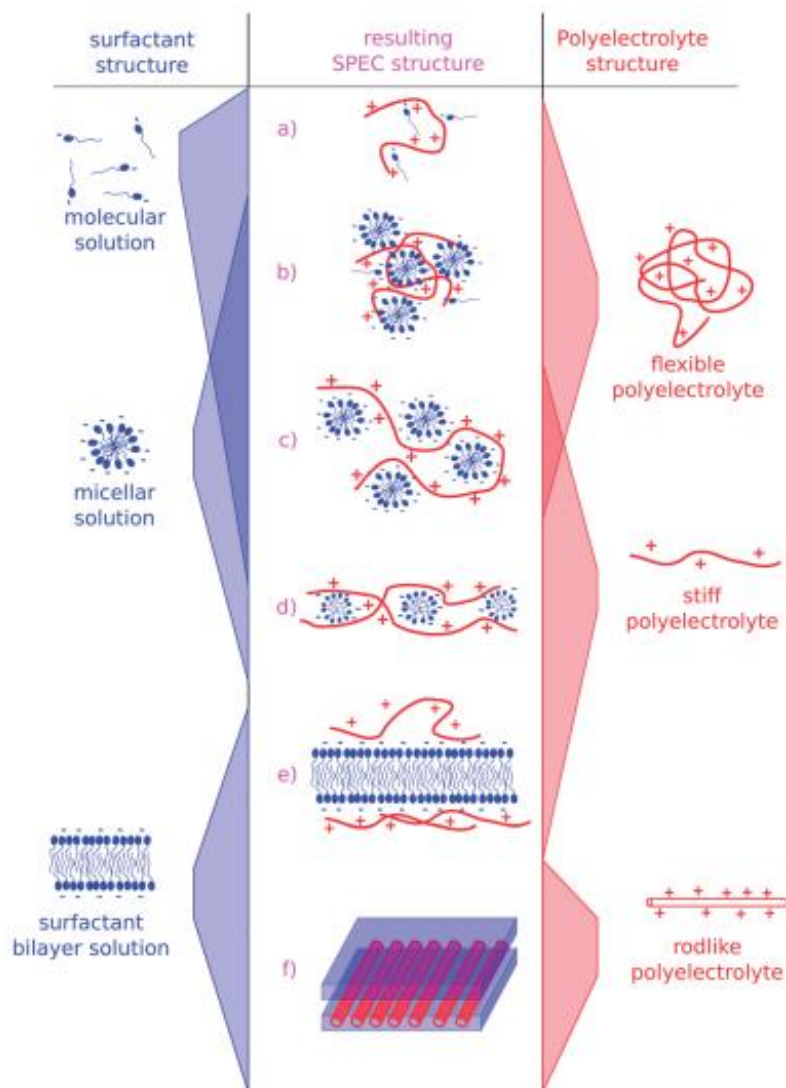 surfactant
structure
resulting
SPEC structure
Polyelectrolyte
structure
a)
molecular
solution
b)
flexible
polyelectrolyte
c)
micellar
solution
d)
stiff
polyelectrolyte
e)
surfactant
bilayer solution
f)
rodlike
polyelectrolyte